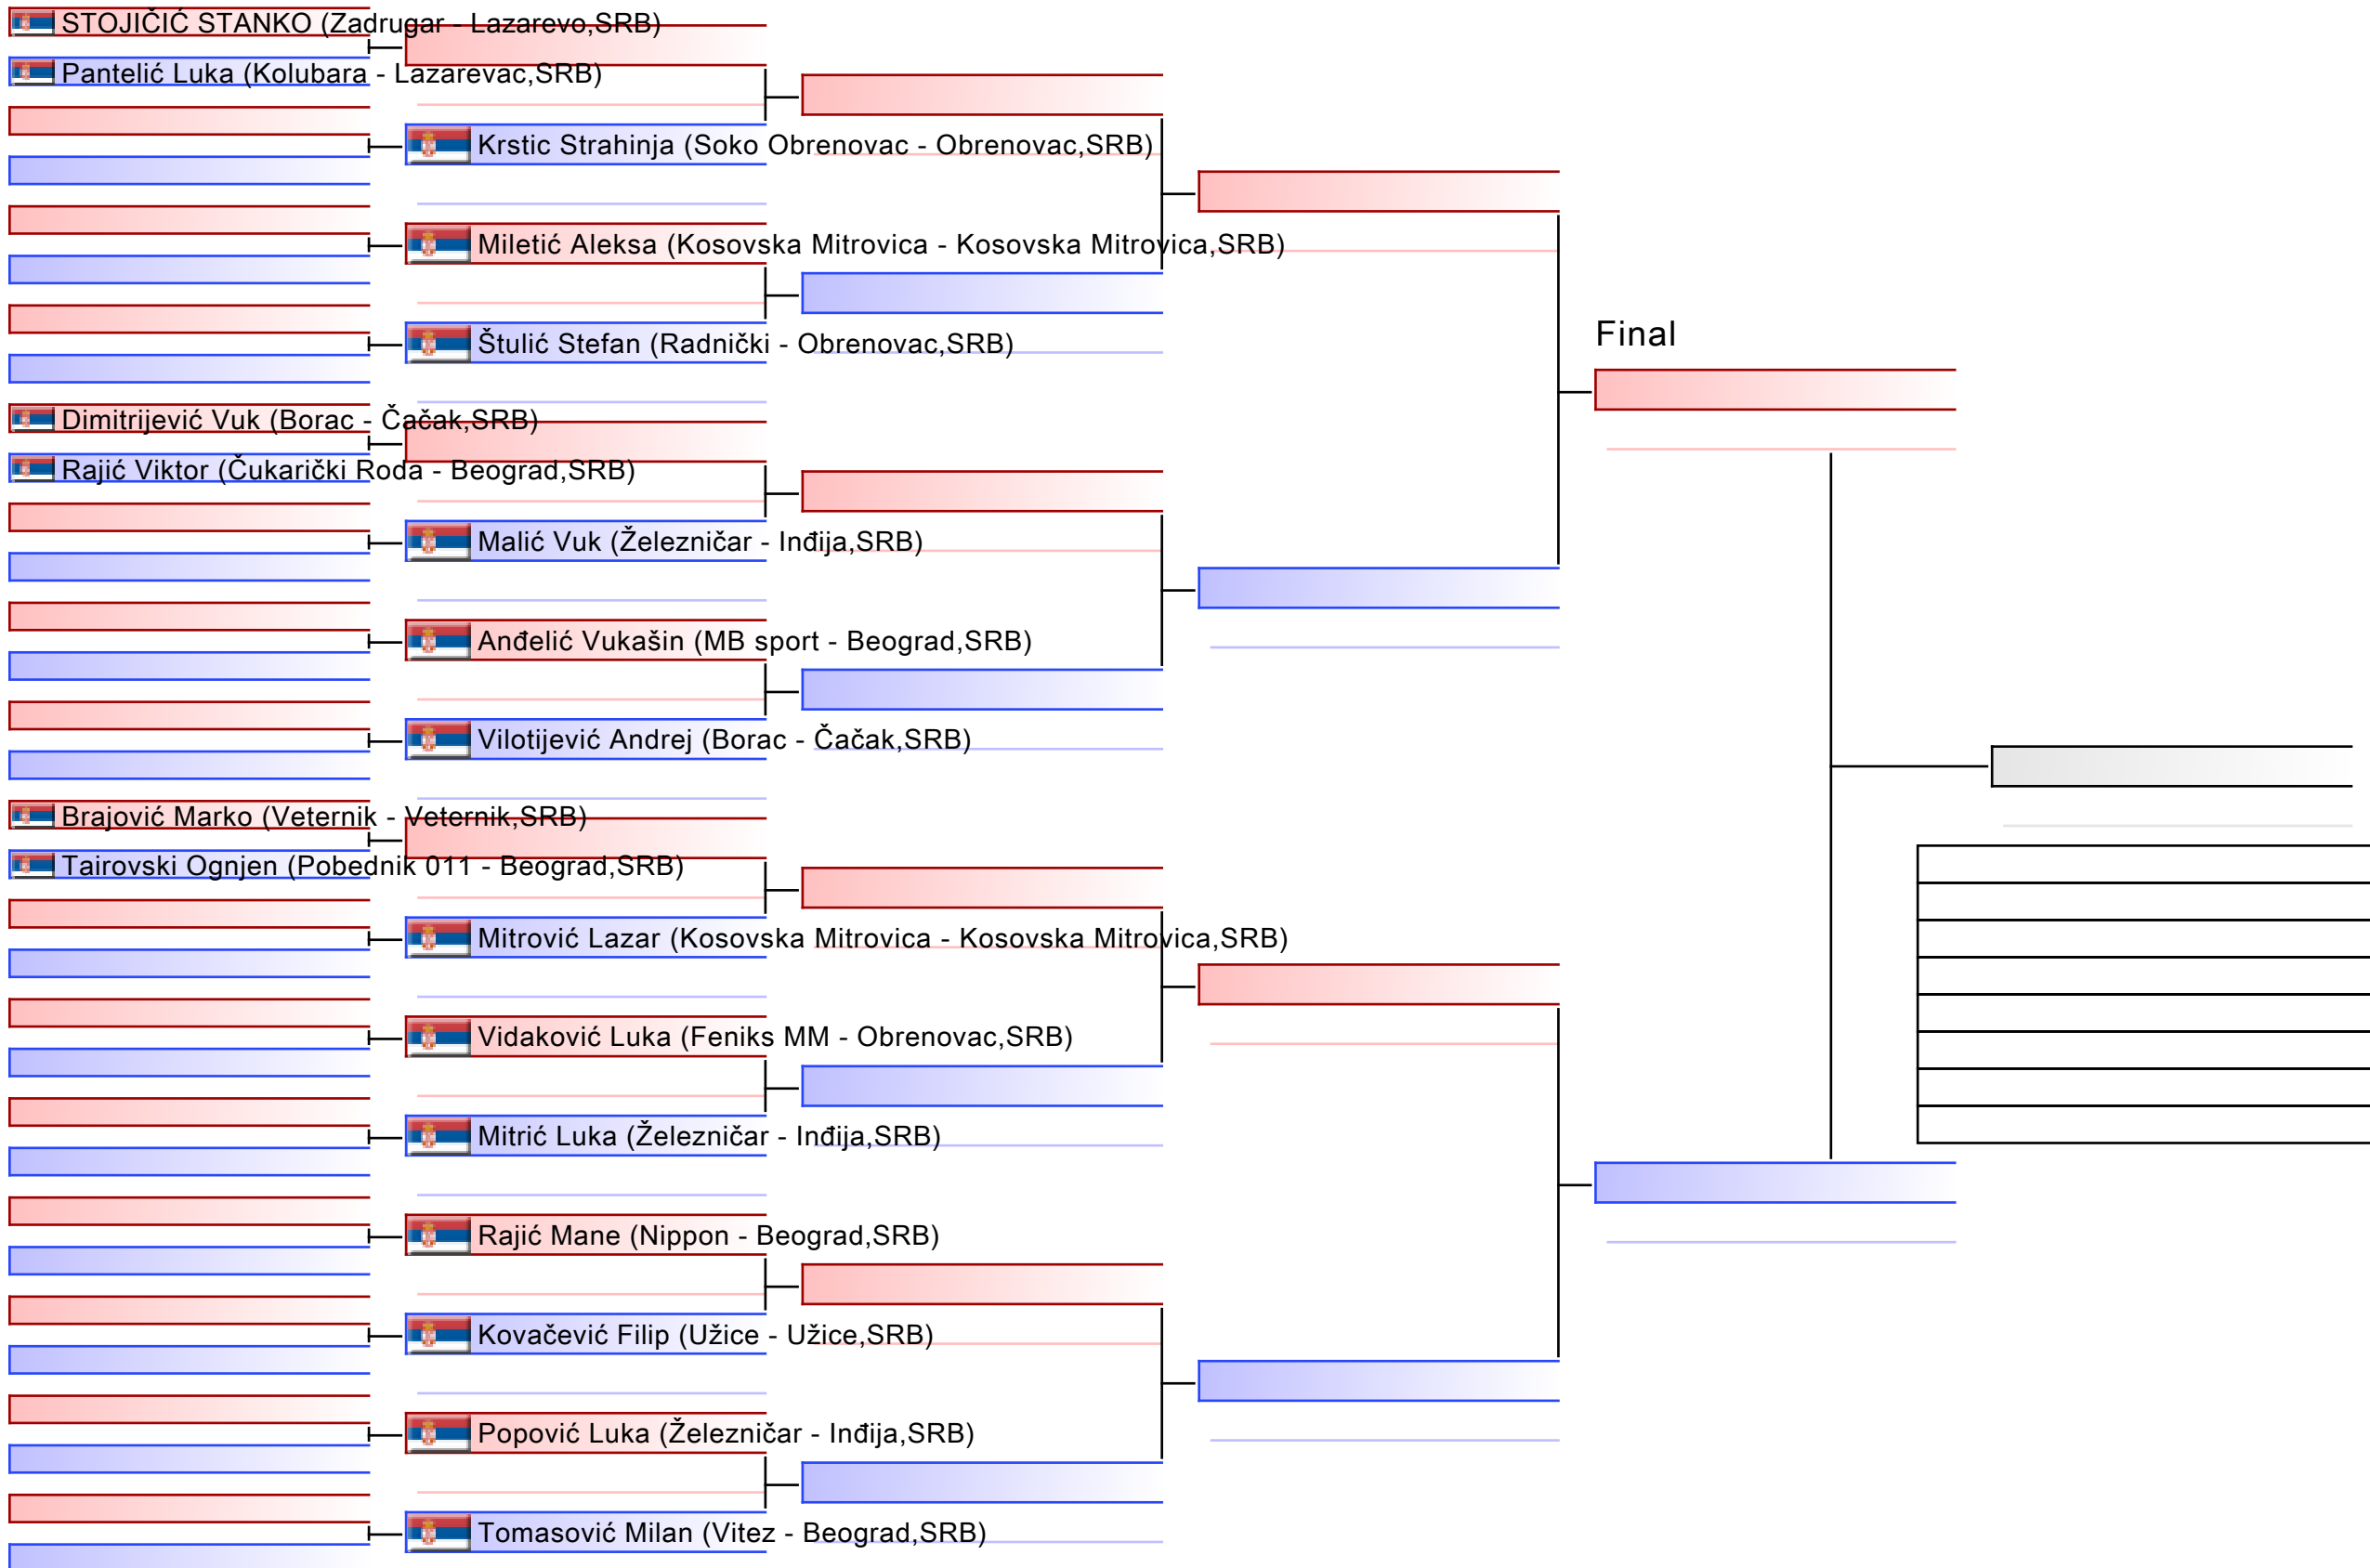 STOJIČIĆ STANKO (Zadrugar - Lazarevo,SRB)
Pantelić Luka (Kolubara - Lazarevac,SRB)
Krstic Strahinja (Soko Obrenovac - Obrenovac,SRB)
Miletić Aleksa (Kosovska Mitrovica - Kosovska Mitrovica,SRB)
Štulić Stefan (Radnički - Obrenovac,SRB)
Final
Dimitrijević Vuk (Borac - Čačak,SRB)
Rajić Viktor (Čukarički Roda - Beograd,SRB)
Malić Vuk (Železničar - Inđija,SRB)
Anđelić Vukašin (MB sport - Beograd,SRB)
Vilotijević Andrej (Borac - Čačak,SRB)
Brajović Marko (Veternik - Veternik,SRB)
Tairovski Ognjen (Pobednik 011 - Beograd,SRB)
Mitrović Lazar (Kosovska Mitrovica - Kosovska Mitrovica,SRB)
Vidaković Luka (Feniks MM - Obrenovac,SRB)
Mitrić Luka (Železničar - Inđija,SRB)
Rajić Mane (Nippon - Beograd,SRB)
Kovačević Filip (Užice - Užice,SRB)
Popović Luka (Železničar - Inđija,SRB)
Tomasović Milan (Vitez - Beograd,SRB)